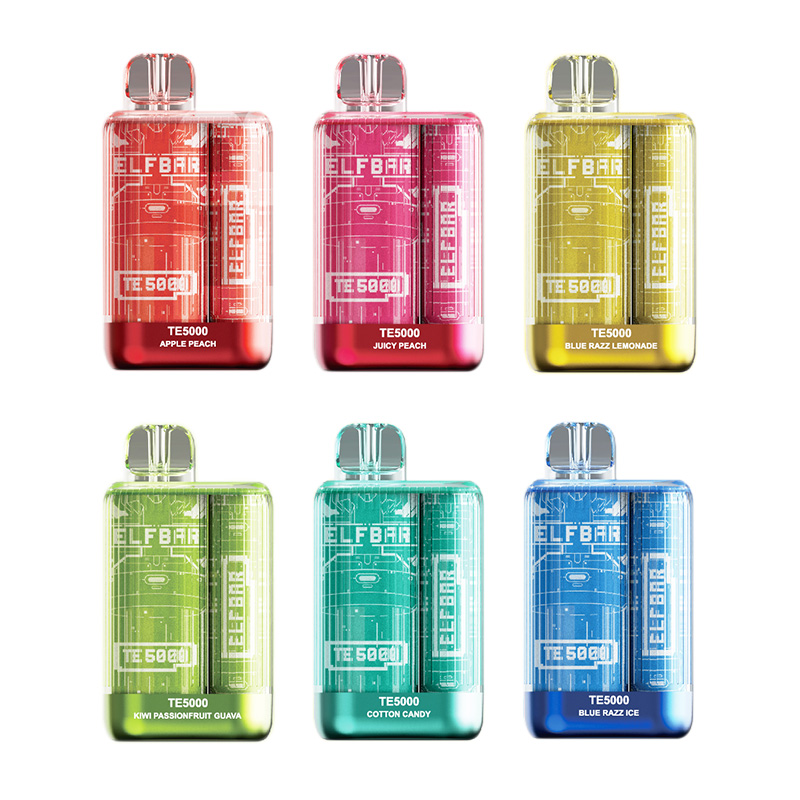 ELFBAR
ELFBAR
TE 5000
TE5000
APPLE PEACH
ELFBAR
ELFBAR
TE 5000
TE5000
JUICY PEACH
ELFBAR
ELFBAR
TE 5000
TE5000
BLUE RAZZ LEMONADE
ELFBAR
ELFBAR
TE 5000
TE5000
KIWI PASSIONFRUIT GUAVA
ELFBAR
ELFBAR
TE 5000
TE5000
COTTON CANDY
ELFBAR
ELFBAR
TE 5000
TE5000
BLUE RAZZ ICE